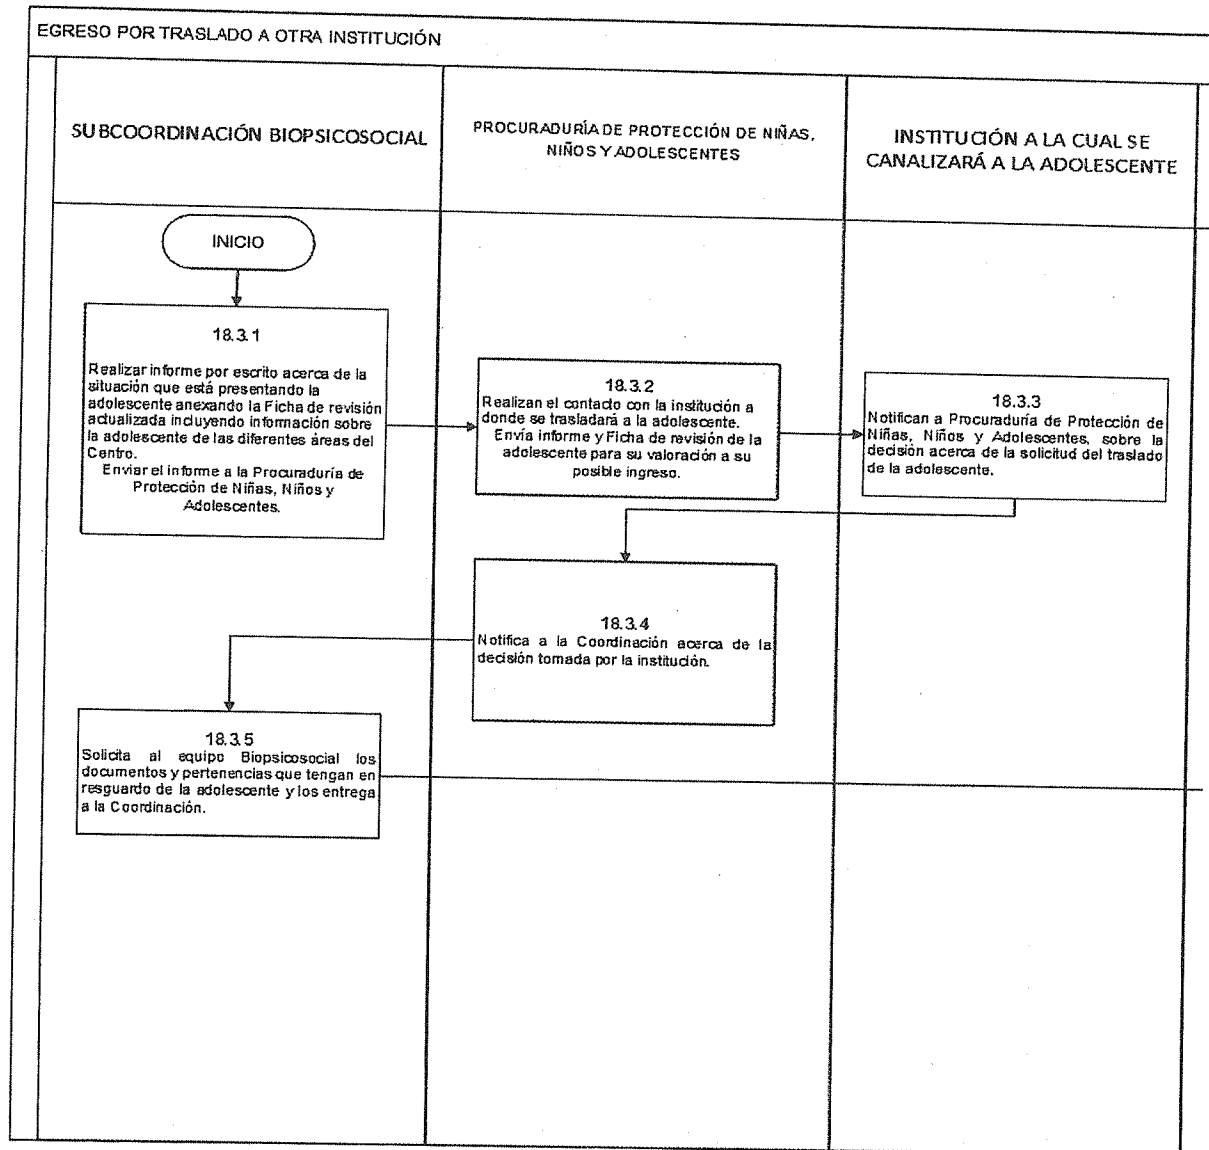 EGRESO POR TRASLADO A OTRA INSTITUCIÓN
SUBCOORDINACIÓN BIOPSICOSOCIAL
PROCURADURÍA DE PROTECCIÓN DE NIÑAS,
NIÑOS Y ADOLESCENTES
INSTITUCIÓN A LA CUAL SE
CANALIZARÁ A LA ADOLESCENTE
INICIO
18.3.1
Realizar informe por escrito acerca de la
situación que está presentando la
adolescente anexando la Ficha de revisión
actualizada incluyendo información sobre
la adolescente de las diferentes áreas del
Centro.
Enviar el informe a la Procuraduría de
Protección de Niñas, Niños y
Adolescentes.
18.3.2
Realizan el contacto con la institución a
donde se trasladará a la adolescente.
Envía informe y Ficha de revisión de la
adolescente para su valoración a su
posible ingreso.
18.3.3
Notifican a Procuraduría de Protección de
Niñas, Niños y Adolescentes, sobre la
decisión acerca de la solicitud del traslado
de la adolescente.
18.3.4
Notifica a la Coordinación acerca de la
decisión tomada por la institución.
18.3.5
Solicita al equipo Biopsicosocial los
documentos y pertenencias que tengan en
resguardo de la adolescente y los entrega
a la Coordinación.